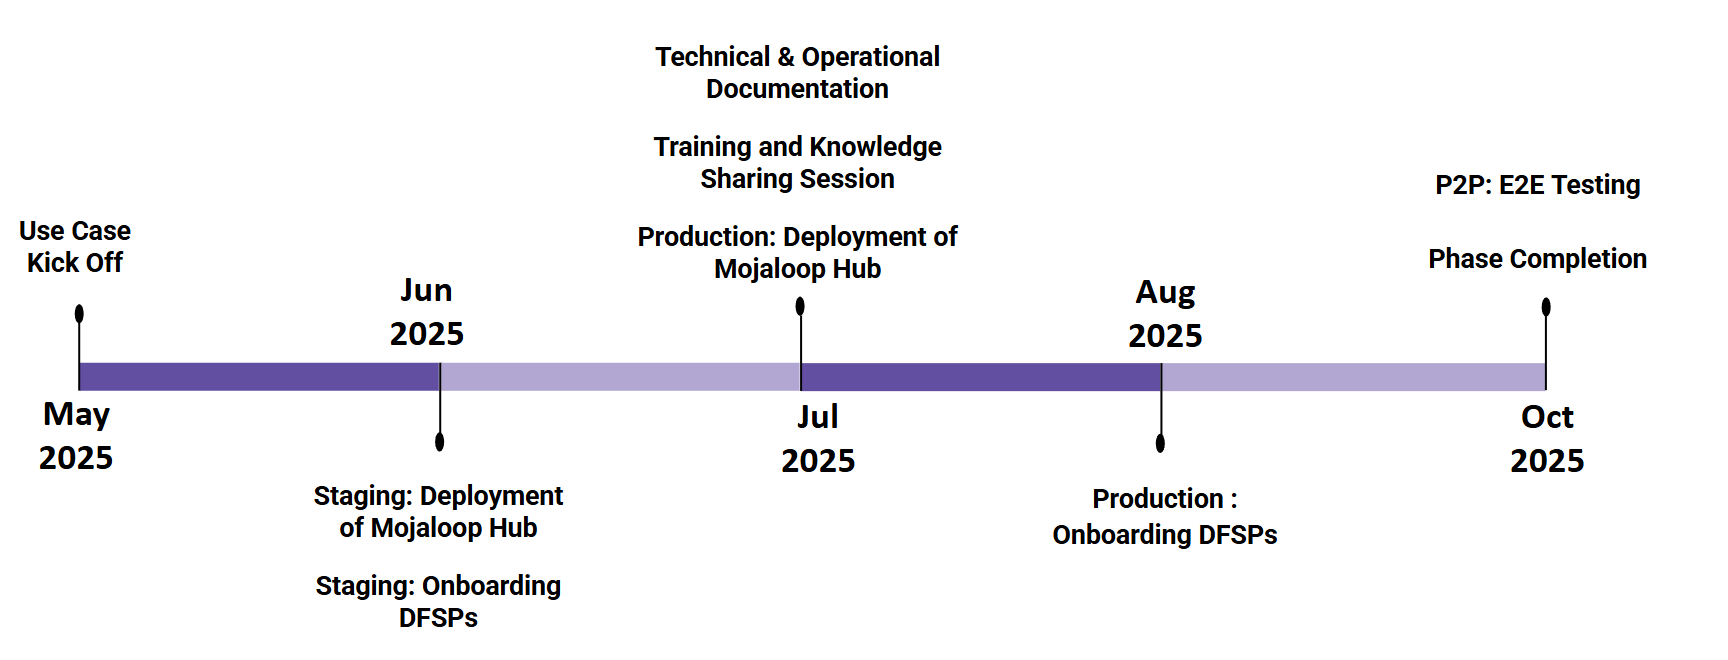 Use Case
Kick Off
May
2025
Jun
2025
Staging: Deployment
of Mojaloop Hub
Staging: Onboarding
DFSPs
Technical & Operational
Documentation
Training and Knowledge
Sharing Session
Production: Deployment of
Mojaloop Hub
Jul
2025
Aug
2025
Production :
Onboarding DFSPs
P2P: E2E Testing
Phase Completion
Oct
2025